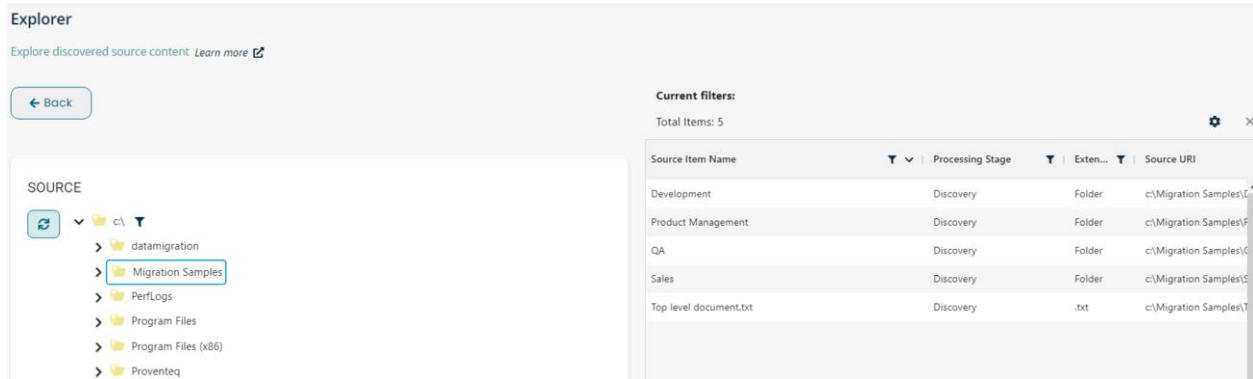 Explorer
Explore discovered source content Learn more
Back
SOURCE
c:\
datamigration
Migration Samples
PerfLogs
Program Files
Program Files (x86)
Proventeq
Current filters:
Total Items: 5
Source Item Name Processing Stage Exten... Source URI
Development Discovery Folder c:\Migration Samples\D
Product Management Discovery Folder c:\Migration Samples\P
QA Discovery Folder c:\Migration Samples\Q
Sales Discovery Folder c:\Migration Samples\S
Top level document.txt Discovery .txt c:\Migration Samples\T